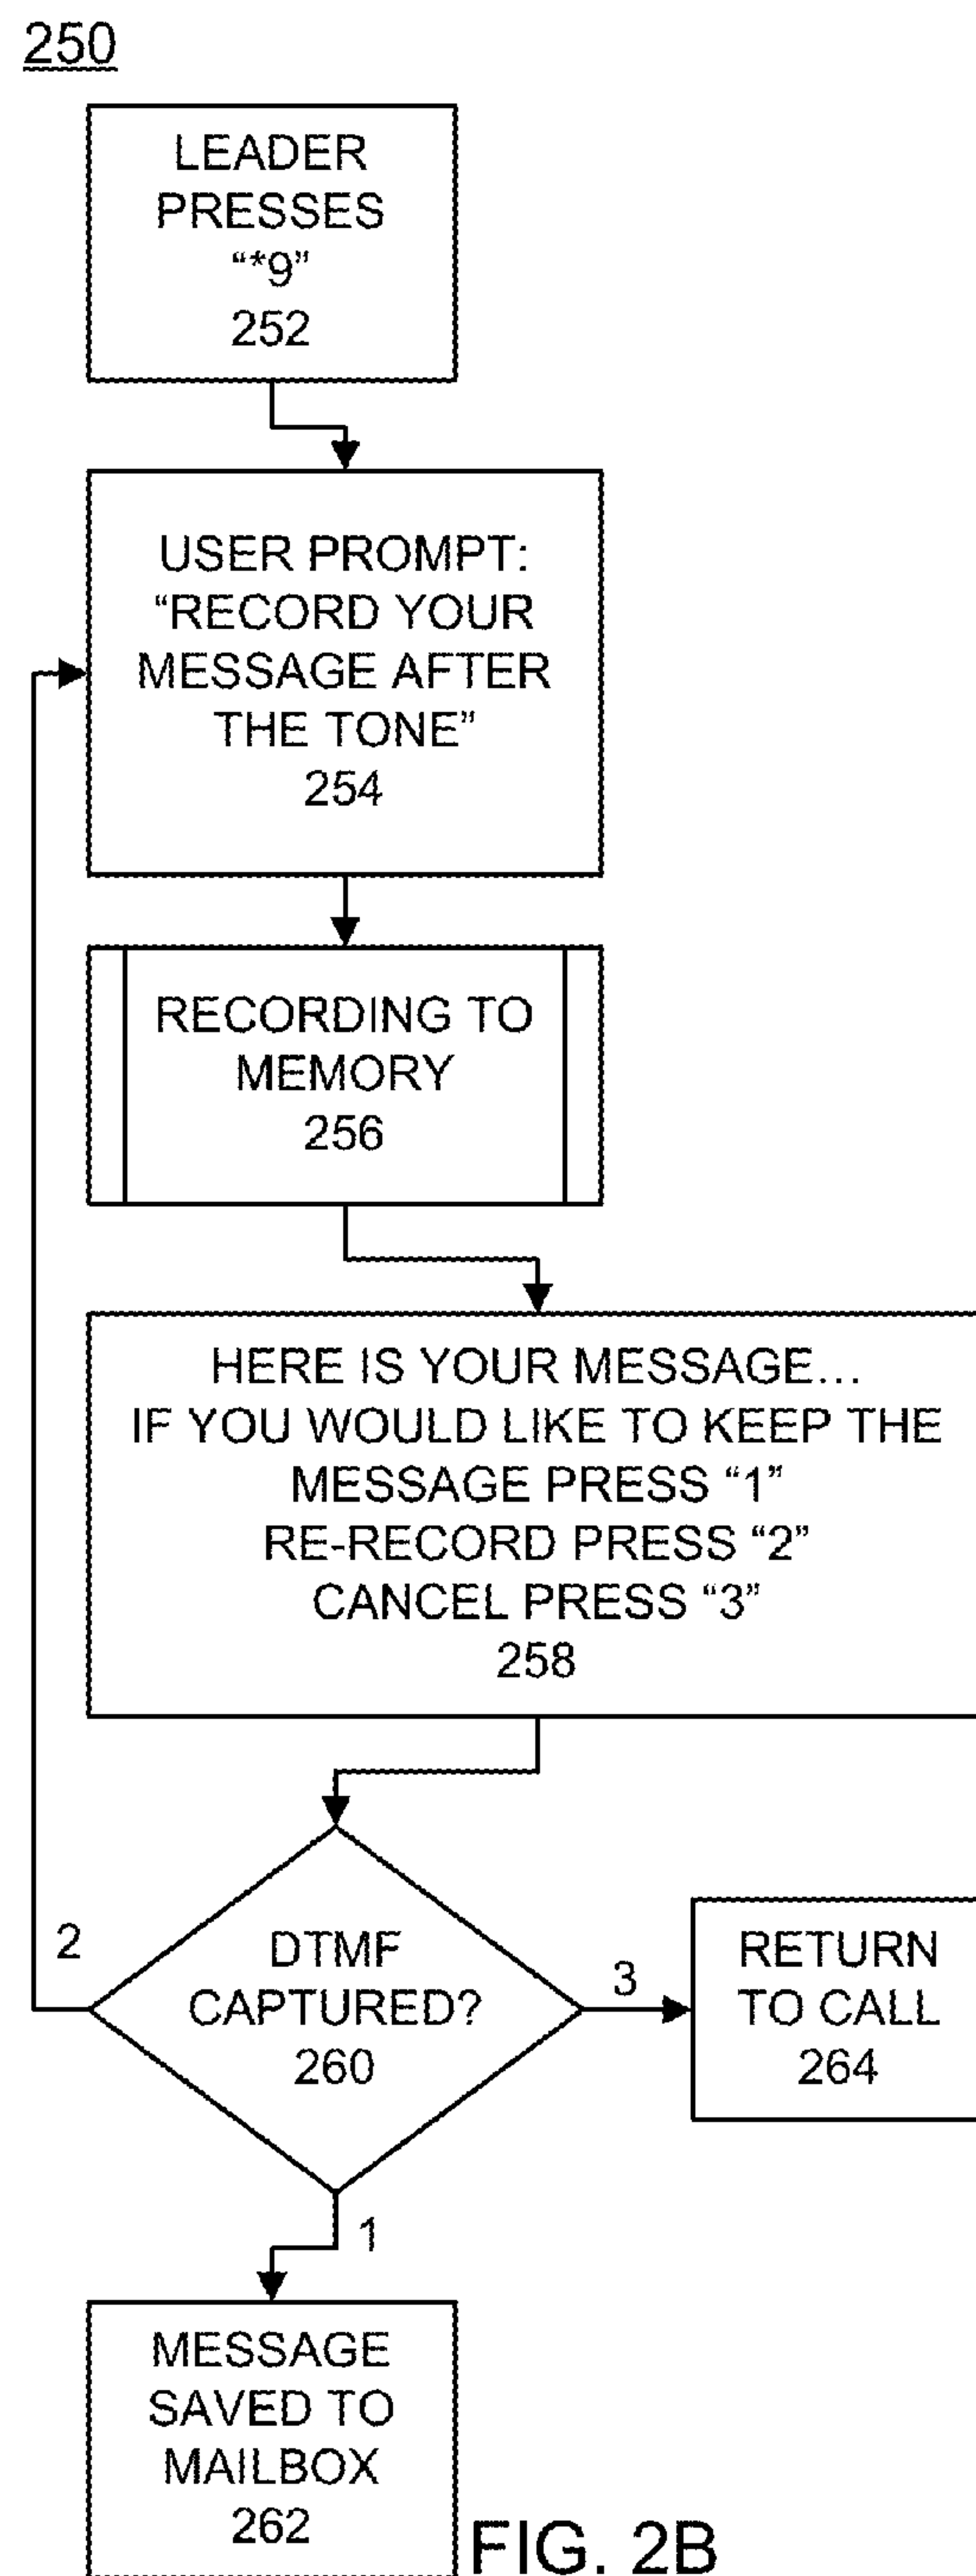 250
LEADER
PRESSES
“*9”
252
USER PROMPT:
“RECORD YOUR
MESSAGE AFTER
THE TONE”
254
RECORDING TO
MEMORY
256
HERE IS YOUR MESSAGE...
IF YOU WOULD LIKE TO KEEP THE
MESSAGE PRESS “1”
RE-RECORD PRESS “2”
CANCEL PRESS “3”
258
2
DTMF
CAPTURED?
260
3
RETURN
TO CALL
264
1
MESSAGE
SAVED TO
MAILBOX
262
FIG. 2B